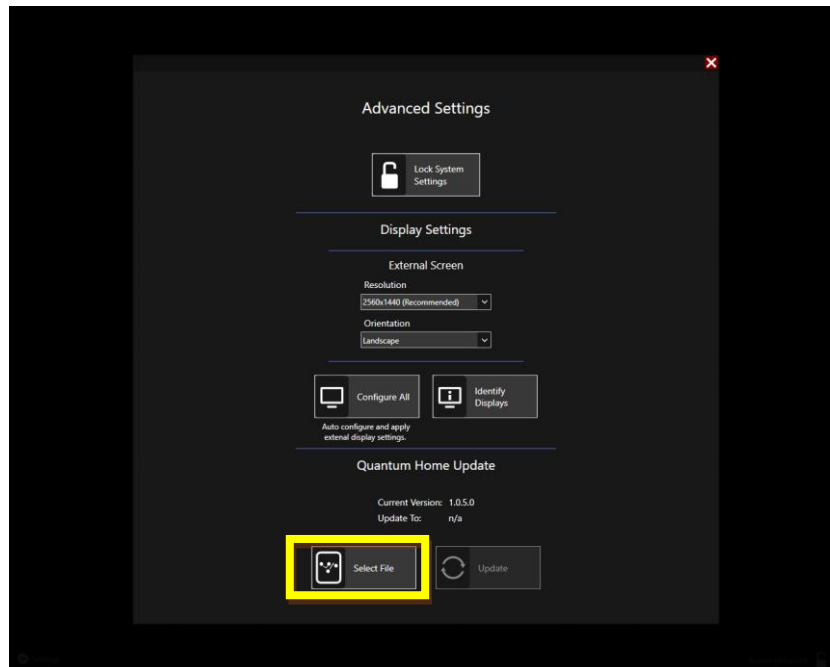 Advanced Settings
Lock System
Settings
Display Settings
External Screen
Resolution
2560x1440 (Recommended)
Orientation
Landscape
Configure All
Identify
Displays
Auto configure and apply
extenal display settings.
Quantum Home Update
Current Version: 1.0.5.0
Update To: n/a
Select File
Update